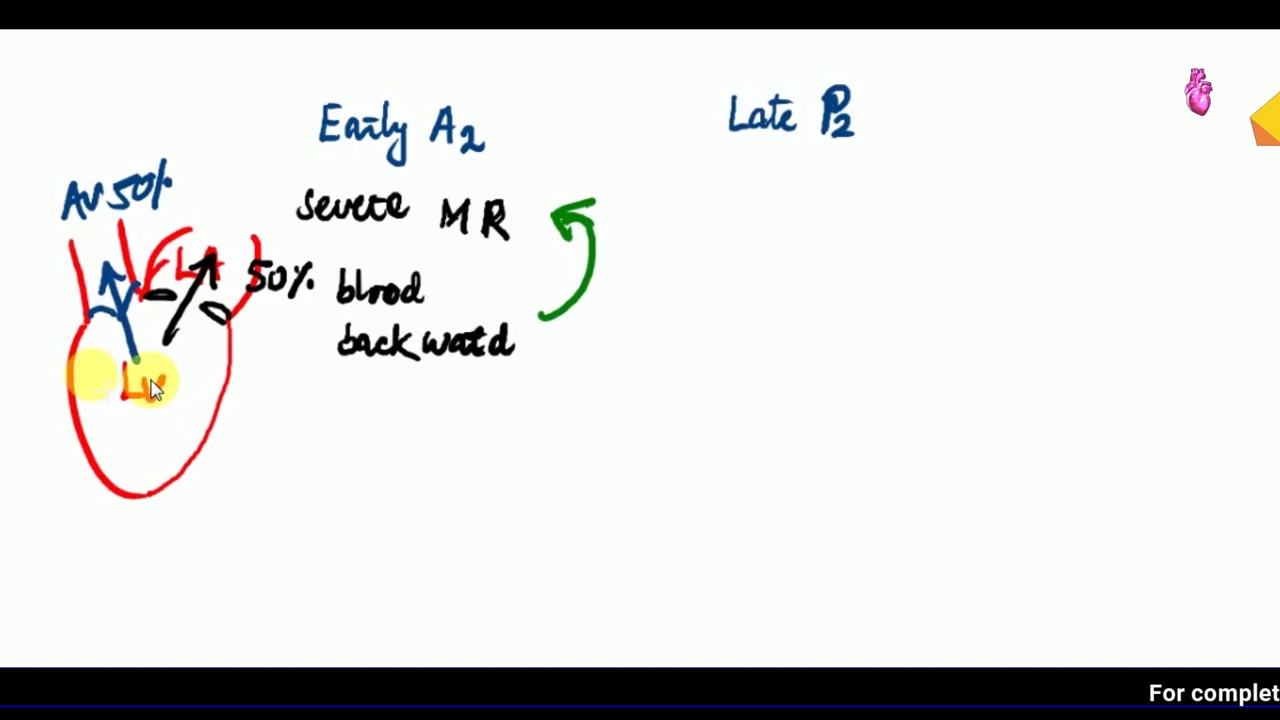 Early A2
Late P2
AV 50%
severe MR
LA
50% blood
backward
LV
For complet